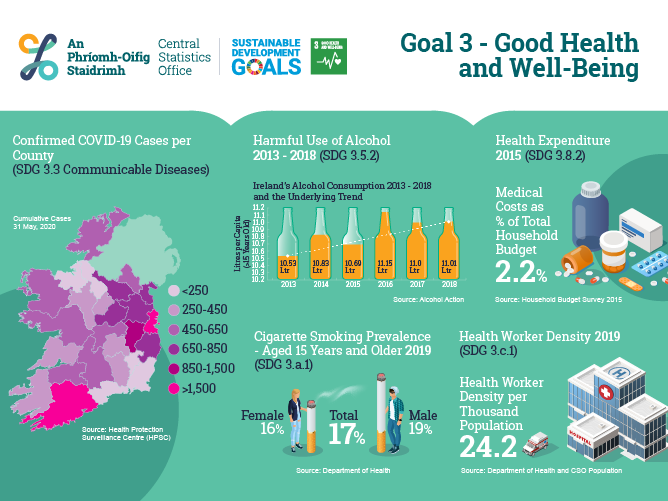 An
Phríomh-Oifig
Staidrimh
Central
Statistics
Office
SUSTAINABLE
DEVELOPMENT
GOALS
3 GOOD HEALTH
AND WELL-BEING
Goal 3 - Good Health
and Well-Being
Confirmed COVID-19 Cases per
County
(SDG 3.3 Communicable Diseases)
Cumulative Cases
31 May, 2020
<250
250-450
450-650
650-850
850-1,500
>1,500
Source: Health Protection
Surveillance Centre (HPSC)
Harmful Use of Alcohol
2013 - 2018 (SDG 3.5.2)
Ireland's Alcohol Consumption 2013 - 2018
and the Underlying Trend
Litres per Capita
(>15 Years Old)
11.2
11.1
11.0
10.9
10.8
10.7
10.6
10.5
10.4
10.3
10.2
10.53
Ltr
10.83
Ltr
10.69
Ltr
11.15
Ltr
11.0
Ltr
11.01
Ltr
2013
2014
2015
2016
2017
2018
Source: Alcohol Action
Cigarette Smoking Prevalence
- Aged 15 Years and Older 2019
(SDG 3.a.1)
Female
16%
Total
17%
Male
19%
Source: Department of Health
Health Expenditure
2015 (SDG 3.8.2)
Medical
Costs as
% of Total
Household
Budget
2.2%
Source: Household Budget Survey 2015
Health Worker Density 2019
(SDG 3.c.1)
Health Worker
Density per
Thousand
Population
24.2
H
HOSPITAL
Source: Department of Health and CSO Population